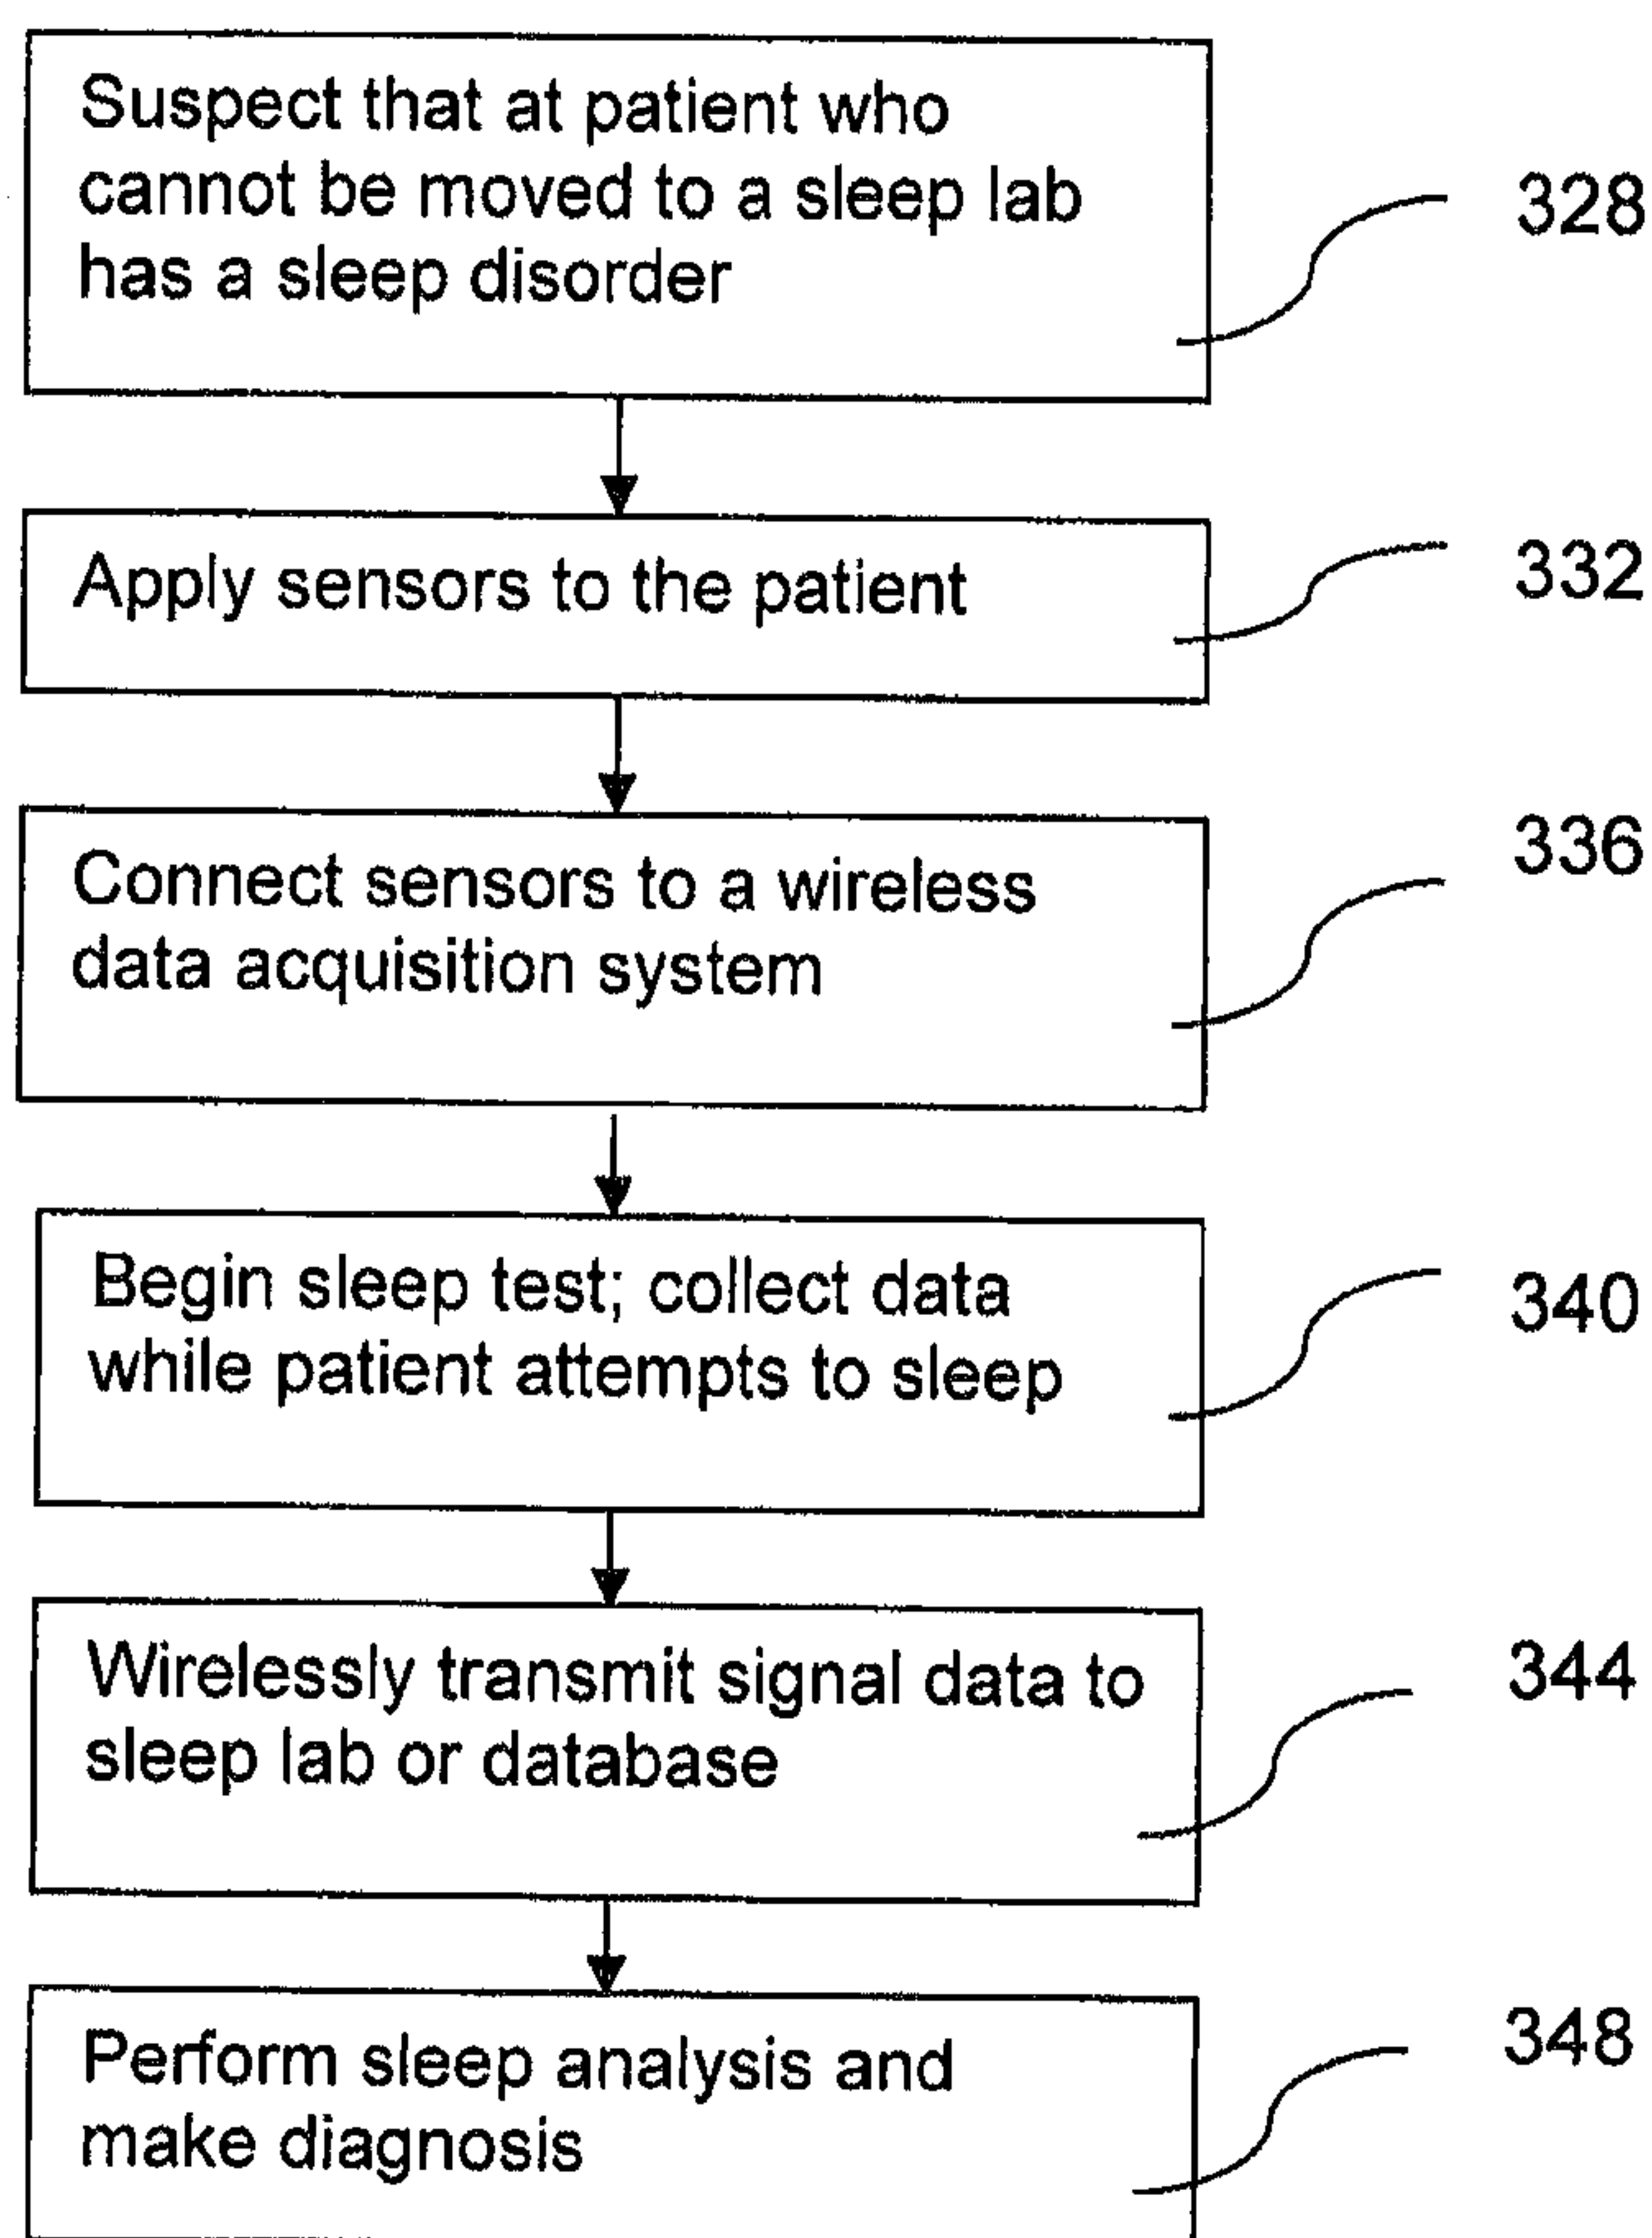 Suspect that at patient who
cannot be moved to a sleep lab
has a sleep disorder
328
Apply sensors to the patient
332
Connect sensors to a wireless
data acquisition system
336
Begin sleep test; collect data
while patient attempts to sleep
340
Wirelessly transmit signal data to
sleep lab or database
344
Perform sleep analysis and
make diagnosis
348